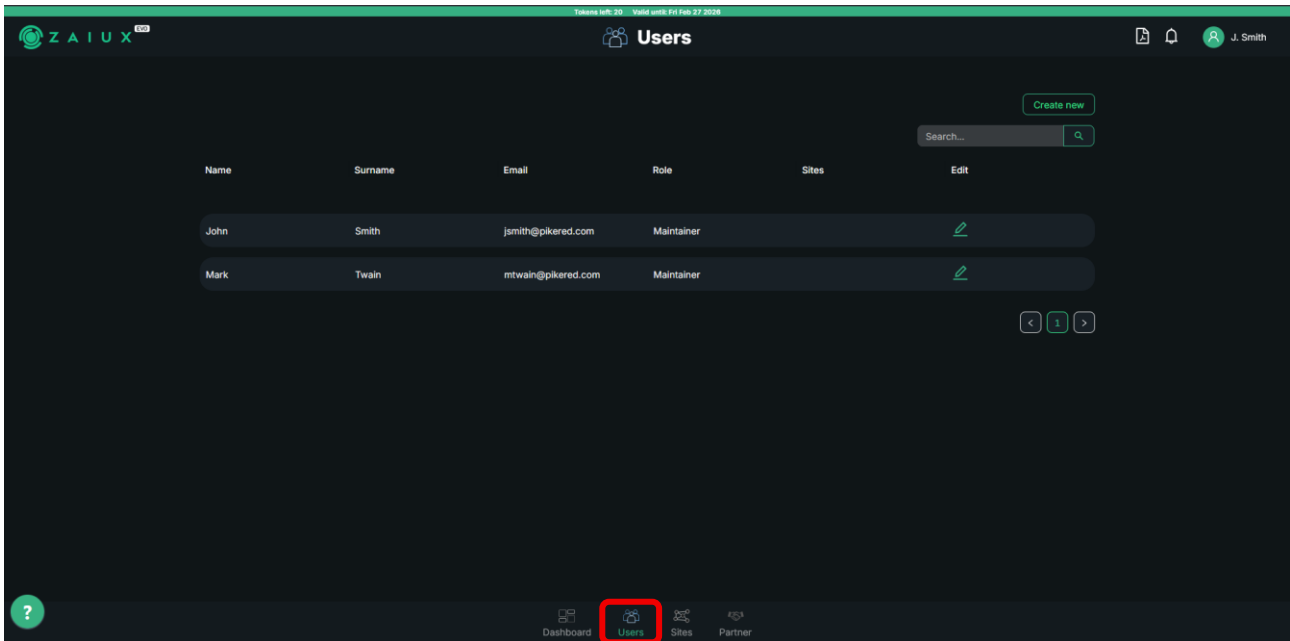 Tokens left: 20 Valid until: Fri Feb 27 2026
ZAIUX EVO
Users
J. Smith
Create new
Search...
Name Surname Email Role Sites Edit
John Smith jsmith@pikered.com Maintainer
Mark Twain mtwain@pikered.com Maintainer
< 1 >
?
Dashboard Users Sites Partner